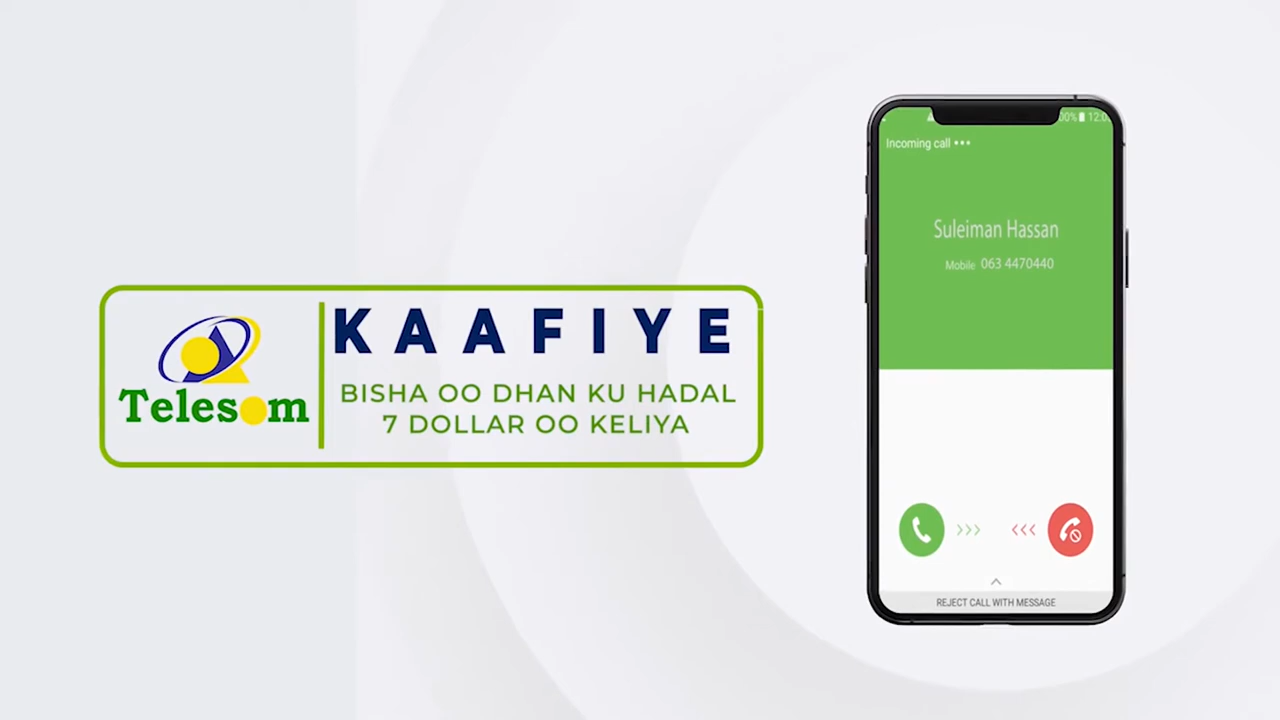 Telesom
KAAFIYE
BISHA OO DHAN KU HADAL
7 DOLLAR OO KELIYA
Incoming call •••
Suleiman Hassan
Mobile 063 4470440
REJECT CALL WITH MESSAGE